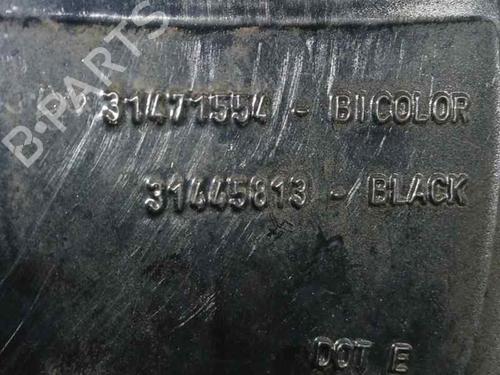 B-PARTS
31471554 - BICOLOR
31445813 - BLACK
DOT E